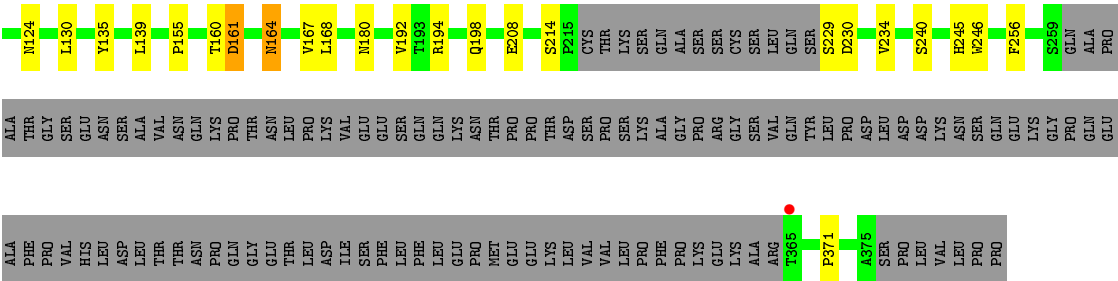 N124 L130 Y135 L139 P155 T160 D161 N164 V167 L168 N180 V192 T193 R194 Q198 E208 S214 P215 CYS THR LYS SER GLN ALA SER SER CYS SER LEU GLN SER S229 D230 V234 S240 H245 W246 F256 S259 GLN ALA PRO
ALA THR GLY SER GLU ASN SER ALA VAL ASN GLN LYS PRO THR ASN LEU PRO LYS VAL GLU GLU SER GLN GLN LYS ASN THR PRO PRO THR ASP SER PRO SER LYS ALA GLY PRO ARG GLY SER VAL GLN TYR LEU PRO ASP LEU ASP ASP LYS ASN SER GLN GLU LYS GLY PRO GLN GLU
ALA PHE PRO VAL HIS LEU ASP LEU THR THR ASN PRO GLN GLY GLU THR LEU ASP ILE SER PHE LEU PHE LEU GLU PRO MET GLU GLU LYS LEU VAL VAL LEU PRO PHE PRO LYS GLU LYS ALA ARG T365 P371 A375 SER PRO LEU VAL LEU PRO PRO